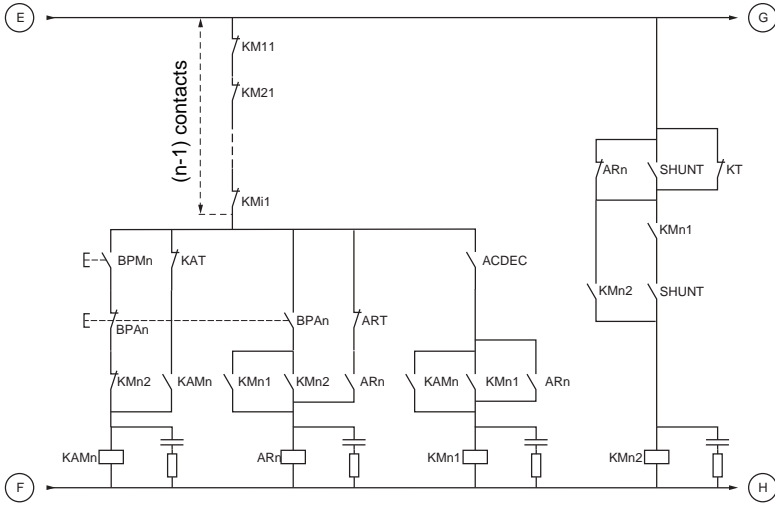 E
G
KM11
KM21
(n-1) contacts
ARn
SHUNT
KT
KMi1
KMn1
BPMn
KAT
ACDEC
KMn2
SHUNT
BPAn
BPAn
ART
KMn2
KAMn
KMn1
KMn2
ARn
KAMn
KMn1
ARn
KAMn
ARn
KMn1
KMn2
F
H